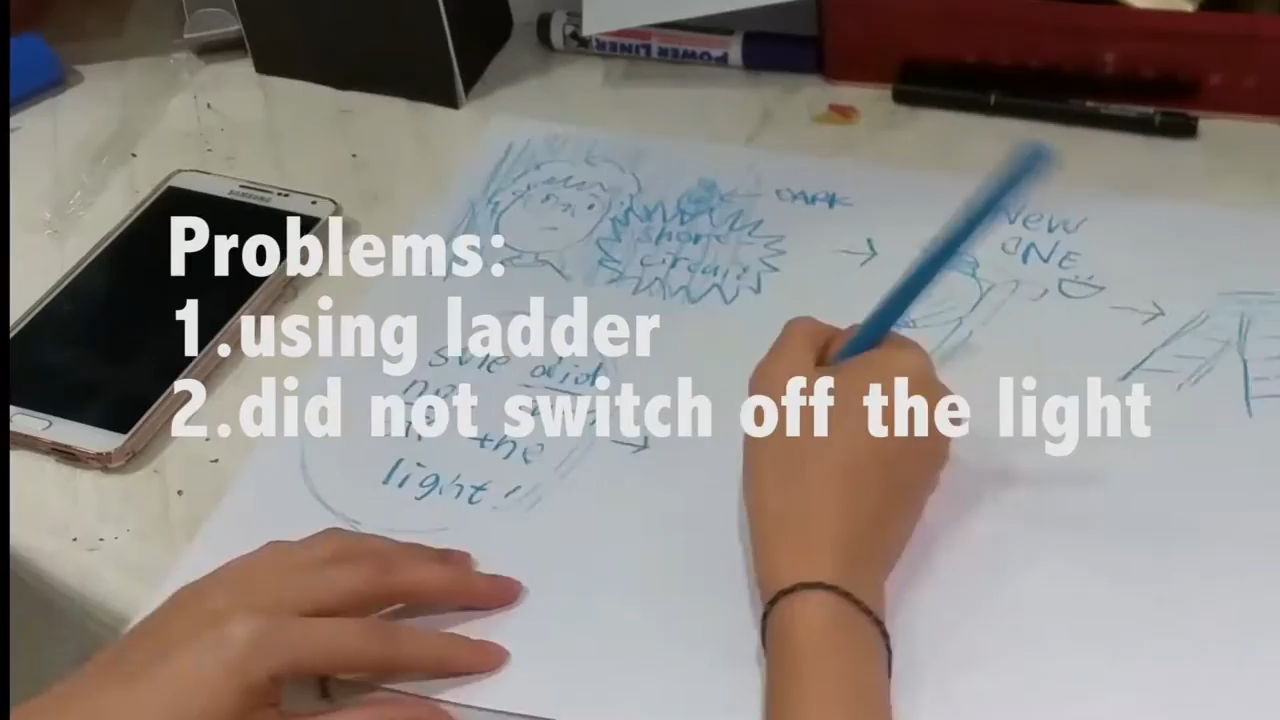 POWER LINER
SAMSUNG
DARK
short
circuit
New
ONE
Problems:
1.using ladder
2.did not switch off the light
did
the
light!!